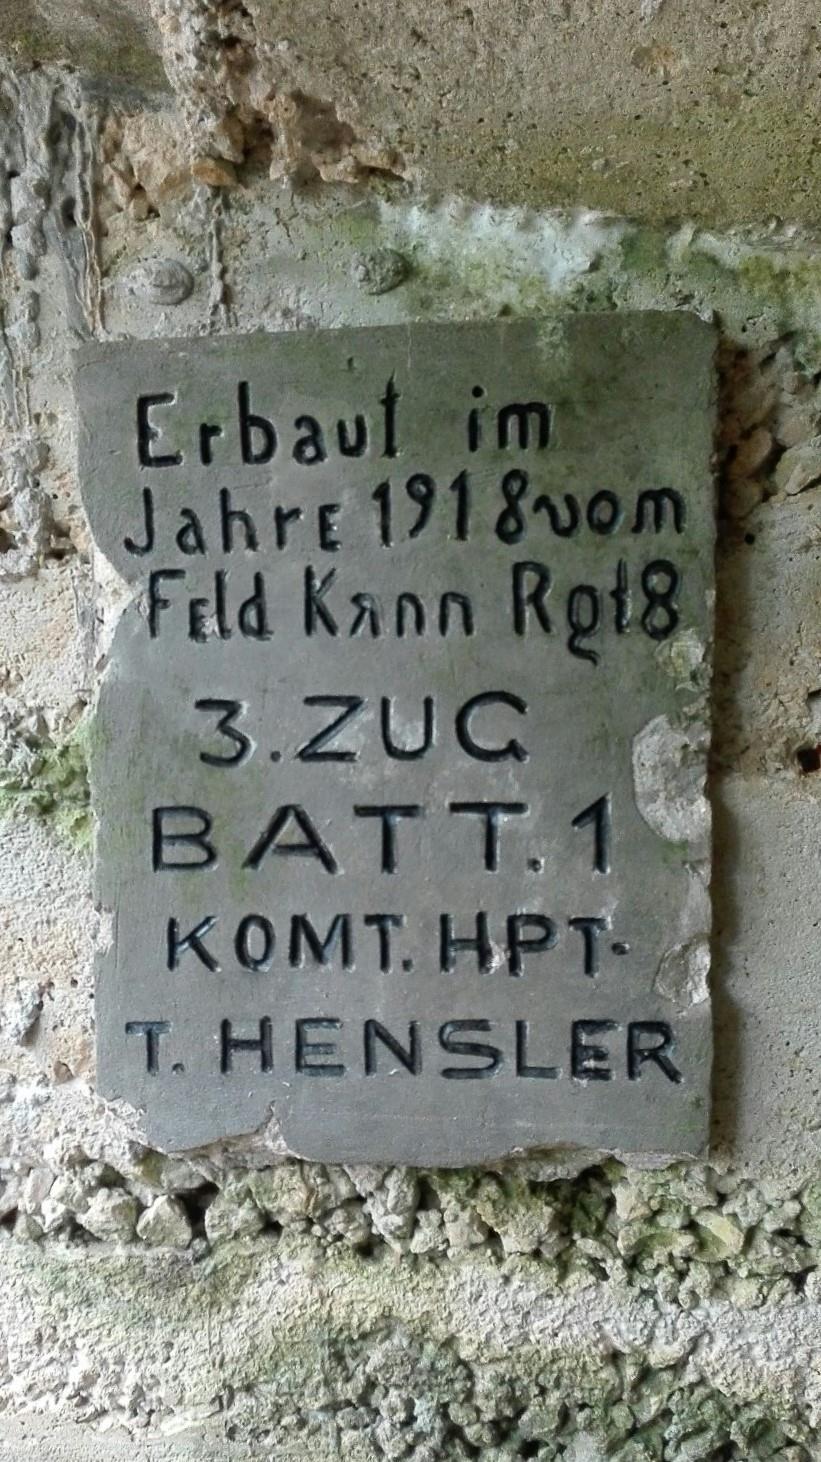 Erbaut im
Jahre 1918 vom
Feld Kann Rgt 8
3. ZUG
BATT. 1
KOMT. HPT-
T. HENSLER